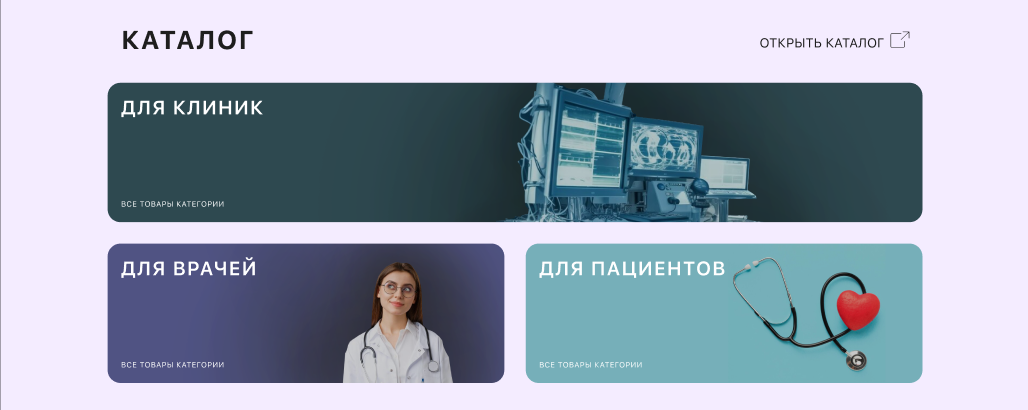 КАТАЛОГ
ОТКРЫТЬ КАТАЛОГ
ДЛЯ КЛИНИК
ВСЕ ТОВАРЫ КАТЕГОРИИ
ДЛЯ ВРАЧЕЙ
ВСЕ ТОВАРЫ КАТЕГОРИИ
ДЛЯ ПАЦИЕНТОВ
ВСЕ ТОВАРЫ КАТЕГОРИИ